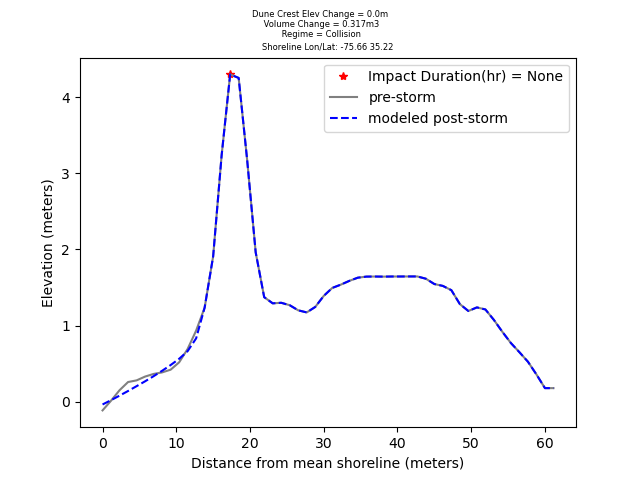 Dune Crest Elev Change = 0.0m
Volume Change = 0.317m3
Regime = Collision
Shoreline Lon/Lat: -75.66 35.22
Impact Duration(hr) = None
pre-storm
modeled post-storm
Elevation (meters)
4
3
2
1
0
0 10 20 30 40 50 60
Distance from mean shoreline (meters)